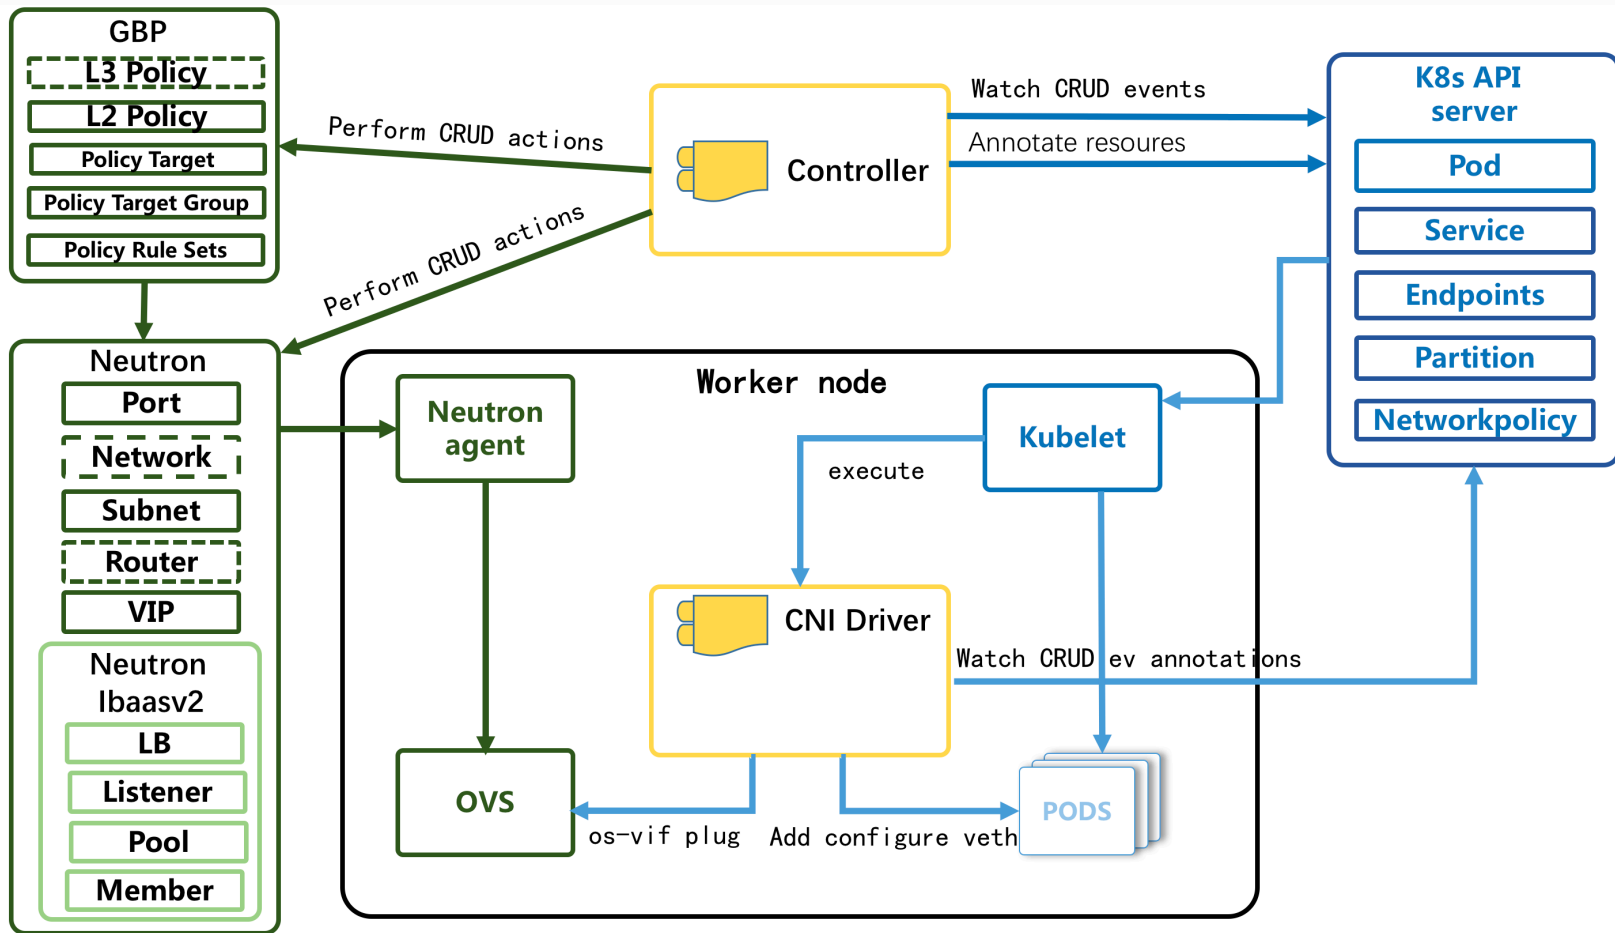 GBP
L3 Policy
L2 Policy
Policy Target
Policy Target Group
Policy Rule Sets
Perform CRUD actions
Perform CRUD actions
Controller
Watch CRUD events
Annotate resoures
K8s API
server
Pod
Service
Endpoints
Partition
Networkpolicy
Neutron
Port
Network
Subnet
Router
VIP
Neutron
lbaasv2
LB
Listener
Pool
Member
Worker node
Neutron
agent
Kubelet
execute
CNI Driver
Watch CRUD ev annotations
OVS
os-vif plug
Add configure veth
PODS